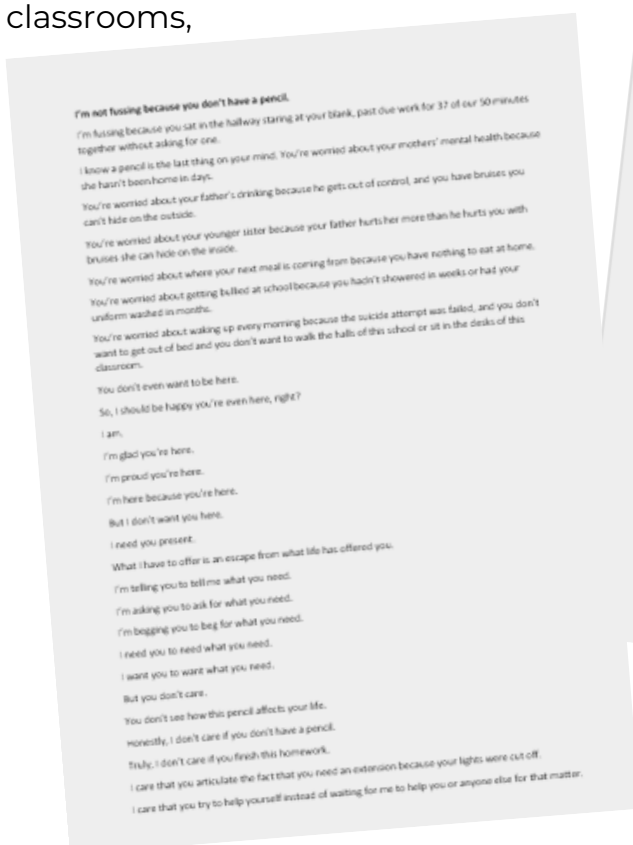 classrooms,
I'm not fussing because you don't have a pencil.
I'm fussing because you sat in the hallway staring at your blank, past due work for 37 of our 50 minutes
together without asking for one.
I know a pencil is the last thing on your mind. You're worried about your mothers' mental health because
she hasn't been home in days.
You're worried about your father's drinking because he gets out of control, and you have bruises you
can't hide on the outside.
You're worried about your younger sister because your father hurts her more than he hurts you with
bruises she can hide on the inside.
You're worried about where your next meal is coming from because you have nothing to eat at home.
You're worried about getting bullied at school because you hadn't showered in weeks or had your
uniform washed in months.
You're worried about waking up every morning because the suicide attempt was failed, and you don't
want to get out of bed and you don't want to walk the halls of this school or sit in the desks of this
classroom.
You don't even want to be here.
So, I should be happy you're even here, right?
I am.
I'm glad you're here.
I'm proud you're here.
I'm here because you're here.
But I don't want you here.
I need you present.
What I have to offer is an escape from what life has offered you.
I'm telling you to tell me what you need.
I'm asking you to ask for what you need.
I'm begging you to beg for what you need.
I need you to need what you need.
I want you to want what you need.
But you don't care.
You don't see how this pencil affects your life.
Honestly, I don't care if you don't have a pencil.
Truly, I don't care if you finish this homework.
I care that you articulate the fact that you need an extension because your lights were cut off.
I care that you try to help yourself instead of waiting for me to help you or anyone else for that matter.